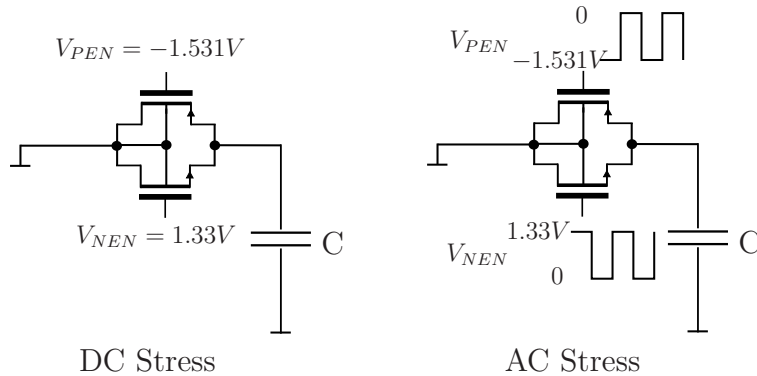 V_PEN = −1.531V
V_NEN = 1.33V
C
DC Stress
0
V_PEN
−1.531V
1.33V
V_NEN
0
C
AC Stress